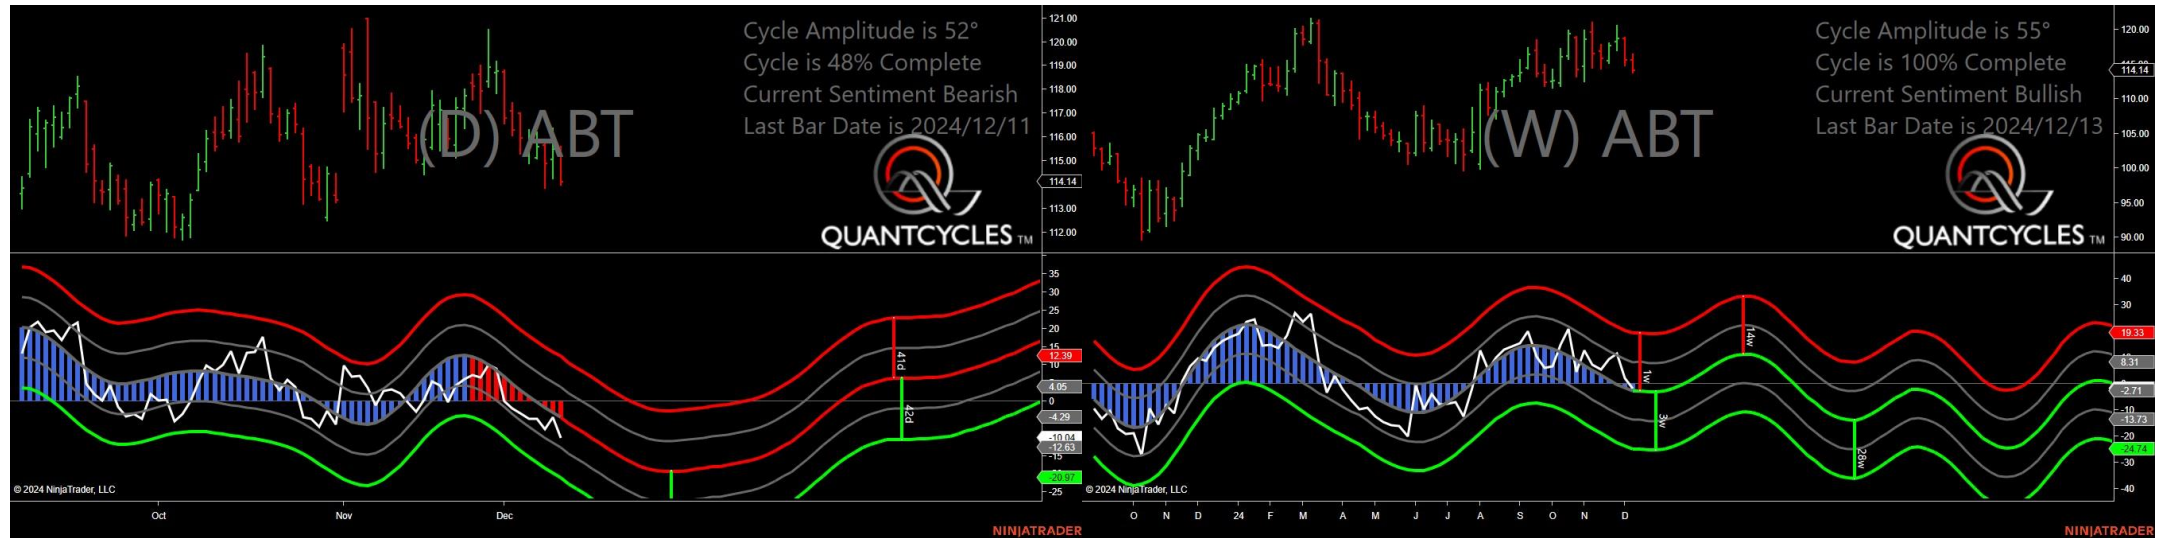 Cycle Amplitude is 52°
Cycle is 48% Complete
Current Sentiment Bearish
Last Bar Date is 2024/12/11
(D) ABT
QUANTCYCLES TM
121.00
120.00
119.00
118.00
117.00
116.00
115.00
114.14
113.00
112.00
35
30
25
20
15
12.39
10
5
4.05
0
-4.29
-10.04
-12.63
-15
-20.97
-25
41d
42d
© 2024 NinjaTrader, LLC
Oct
Nov
Dec
NINJATRADER
Cycle Amplitude is 55°
Cycle is 100% Complete
Current Sentiment Bullish
Last Bar Date is 2024/12/13
(W) ABT
QUANTCYCLES TM
120.00
114.14
110.00
105.00
100.00
95.00
90.00
40
30
19.33
8.31
-2.71
-10
-13.73
-20
-24.74
-30
-40
1w
3w
14w
28w
© 2024 NinjaTrader, LLC
O N D 24 F M A M J J A S O N D
NINJATRADER